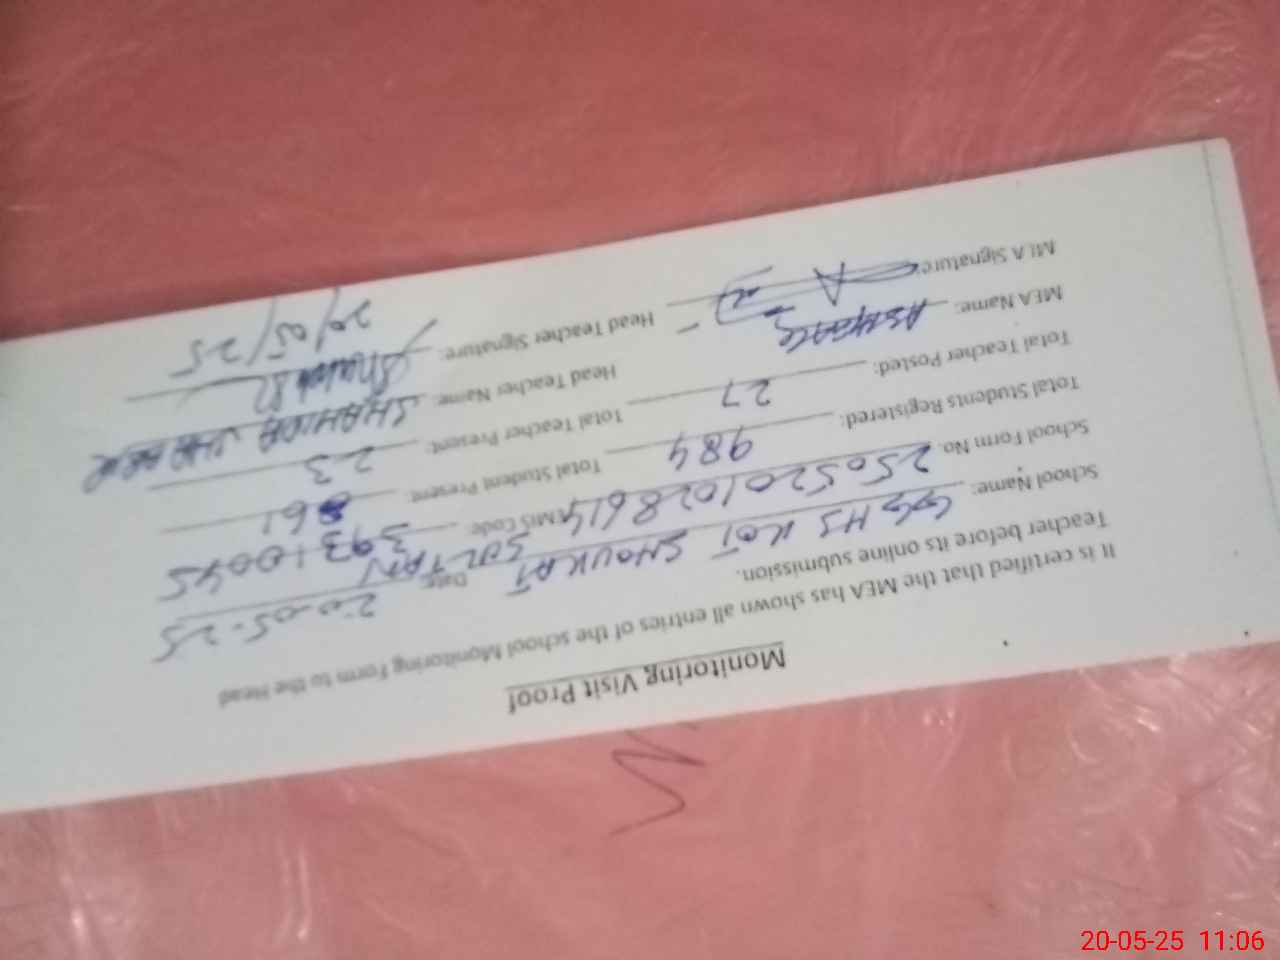 Monitoring Visit Proof
It is certified that the MEA has shown all entries of the school Monitoring Form to the Head
Teacher before its online submission.
School Name: GGHS KOT SHOUKAT SULTAN Date: 20-05-25
School Form No. 2505201028614 EMIS Code: 39310045
Total Students Registered: 984 Total Student Present: 861
Total Teacher Posted: 27 Total Teacher Present: 23
MEA Name: Head Teacher Name: SHAHIDA
MEA Signature: Head Teacher Signature:
20/05/25
20-05-25 11:06